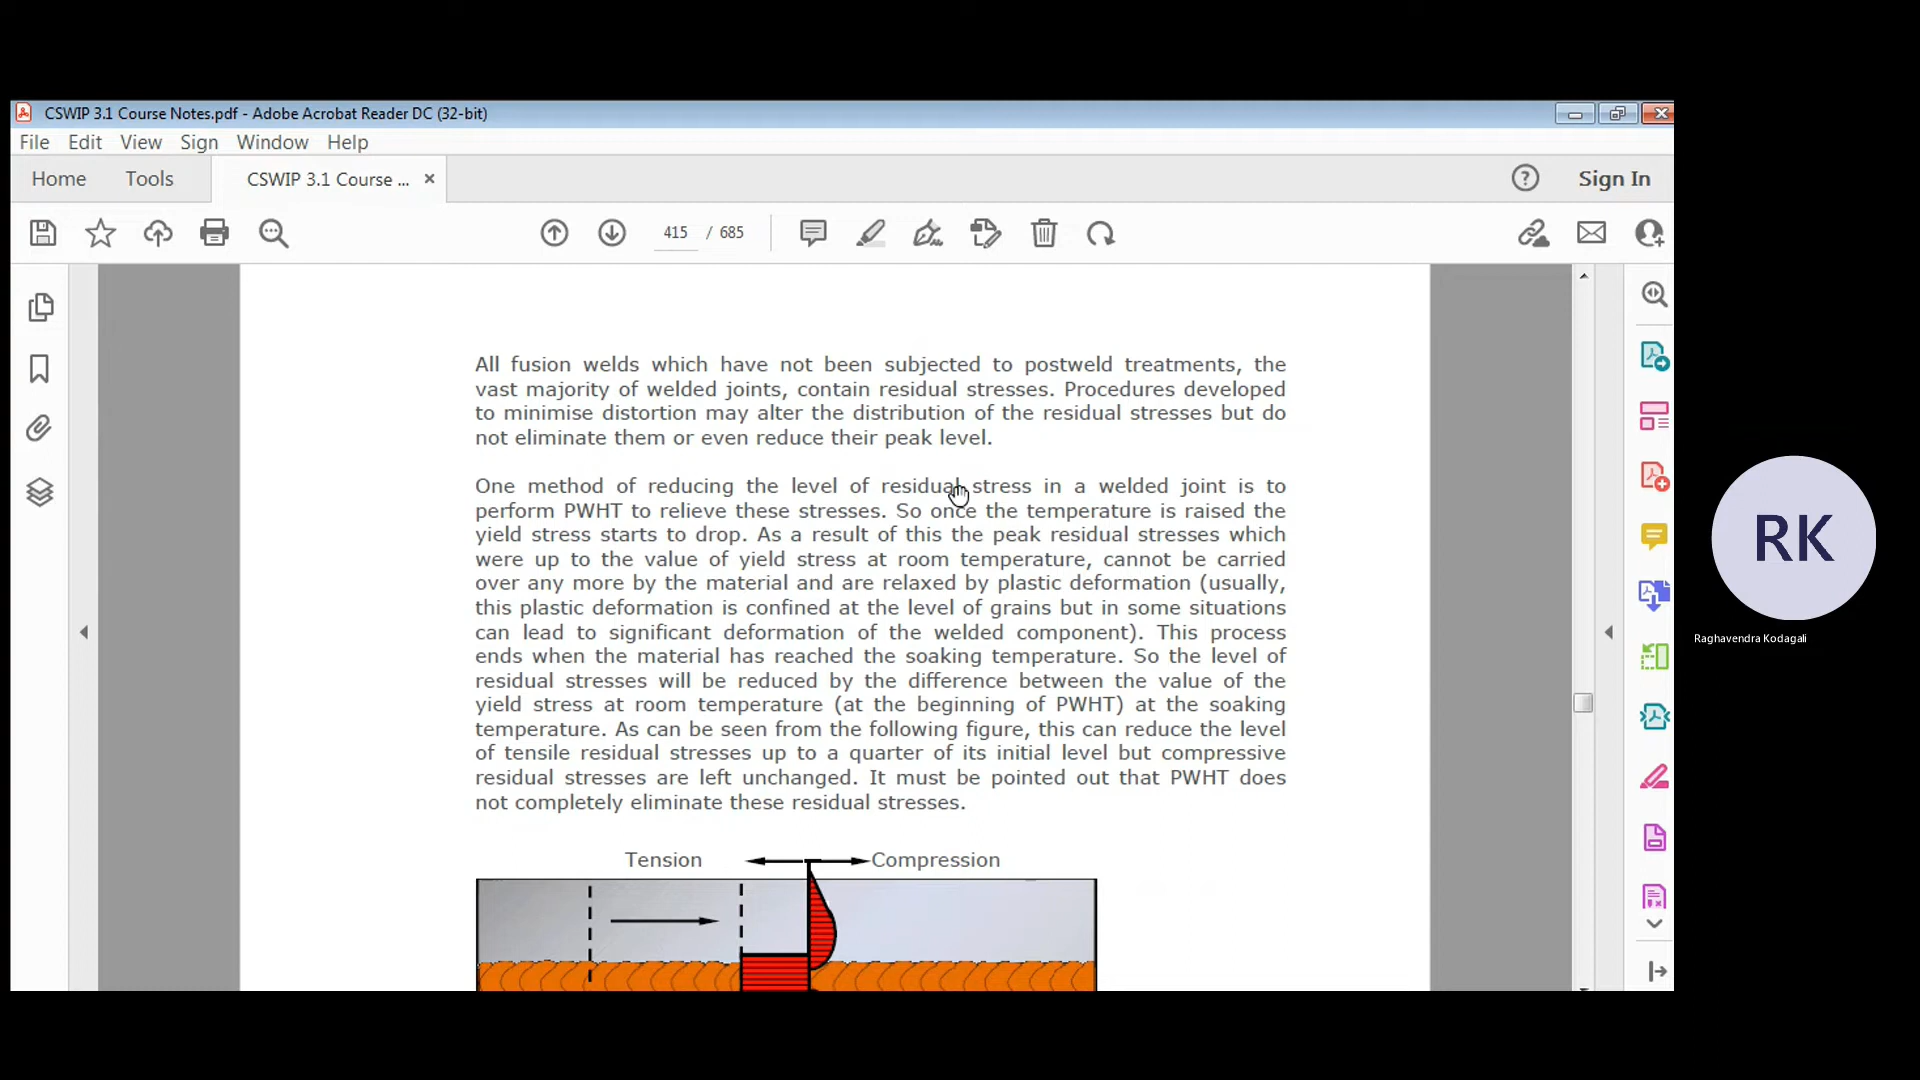 CSWIP 3.1 Course Notes.pdf - Adobe Acrobat Reader DC (32-bit)
File Edit View Sign Window Help
Home Tools CSWIP 3.1 Course ... Sign In
415 / 685
All fusion welds which have not been subjected to postweld treatments, the
vast majority of welded joints, contain residual stresses. Procedures developed
to minimise distortion may alter the distribution of the residual stresses but do
not eliminate them or even reduce their peak level.
One method of reducing the level of residual stress in a welded joint is to
perform PWHT to relieve these stresses. So once the temperature is raised the
yield stress starts to drop. As a result of this the peak residual stresses which
were up to the value of yield stress at room temperature, cannot be carried
over any more by the material and are relaxed by plastic deformation (usually,
this plastic deformation is confined at the level of grains but in some situations
can lead to significant deformation of the welded component). This process
ends when the material has reached the soaking temperature. So the level of
residual stresses will be reduced by the difference between the value of the
yield stress at room temperature (at the beginning of PWHT) at the soaking
temperature. As can be seen from the following figure, this can reduce the level
of tensile residual stresses up to a quarter of its initial level but compressive
residual stresses are left unchanged. It must be pointed out that PWHT does
not completely eliminate these residual stresses.
Tension Compression
RK
Raghavendra Kodagali